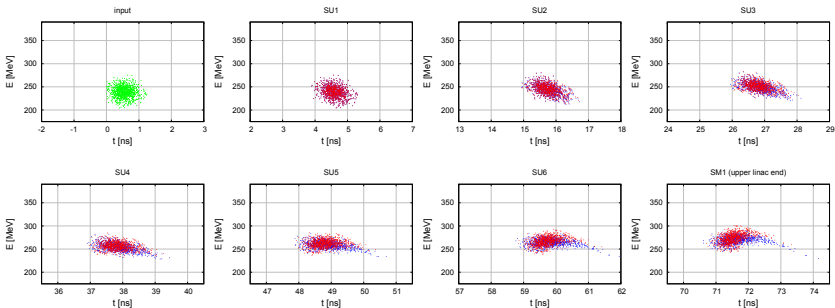 input
SU1
SU2
SU3
E [MeV]
350
300
250
200
-2 -1 0 1 2 3
t [ns]
E [MeV]
350
300
250
200
2 3 4 5 6 7
t [ns]
E [MeV]
350
300
250
200
13 14 15 16 17 18
t [ns]
E [MeV]
350
300
250
200
24 25 26 27 28 29
t [ns]
SU4
SU5
SU6
SM1 (upper linac end)
E [MeV]
350
300
250
200
36 37 38 39 40
t [ns]
E [MeV]
350
300
250
200
47 48 49 50 51
t [ns]
E [MeV]
350
300
250
200
57 58 59 60 61 62
t [ns]
E [MeV]
350
300
250
200
70 71 72 73 74
t [ns]